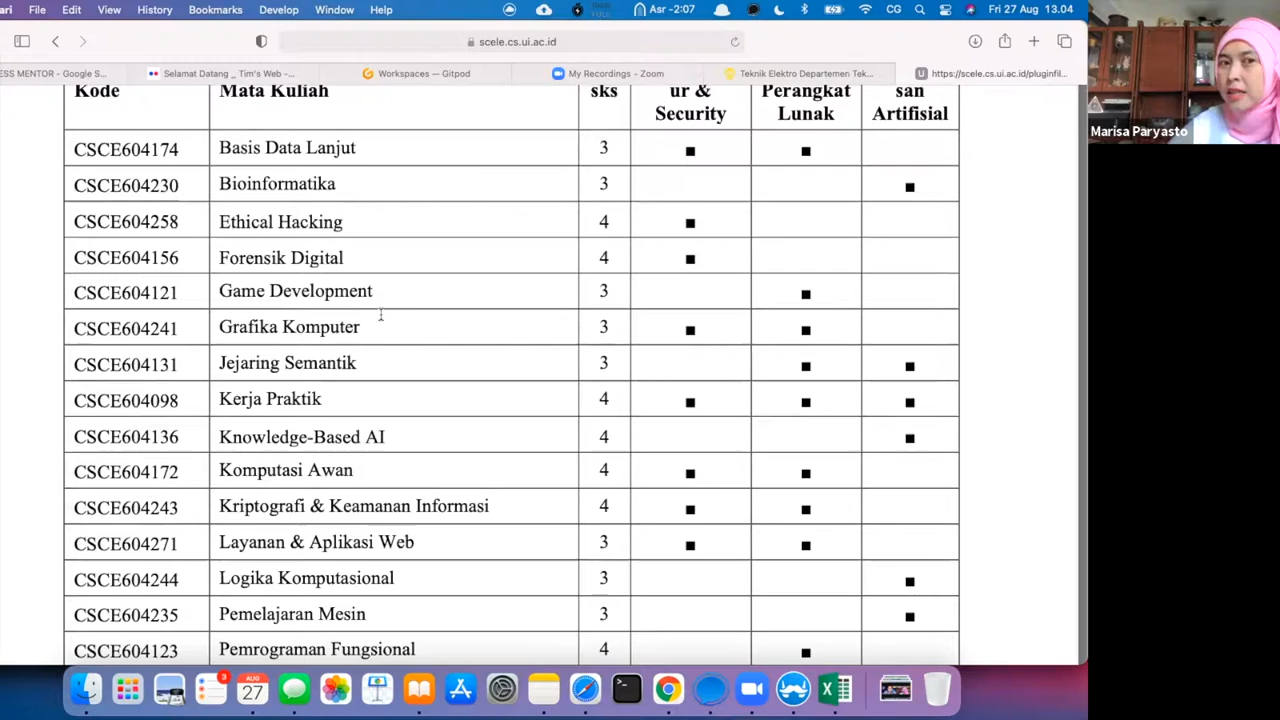 ari File Edit View History Bookmarks Develop Window Help Asr -2:07 CG Fri 27 Aug 13.04
scele.cs.ui.ac.id
ESS MENTOR - Google S... Selamat Datang _ Tim's Web -... Workspaces — Gitpod My Recordings - Zoom Teknik Elektro Departemen Tek... https://scele.cs.ui.ac.id/pluginfil...
Kode Mata Kuliah sks ur & Perangkat san
Security Lunak Artifisial
CSCE604174 Basis Data Lanjut 3 ■ ■
CSCE604230 Bioinformatika 3 ■
CSCE604258 Ethical Hacking 4 ■
CSCE604156 Forensik Digital 4 ■
CSCE604121 Game Development 3 ■
CSCE604241 Grafika Komputer 3 ■ ■
CSCE604131 Jejaring Semantik 3 ■ ■
CSCE604098 Kerja Praktik 4 ■ ■ ■
CSCE604136 Knowledge-Based AI 4 ■
CSCE604172 Komputasi Awan 4 ■ ■
CSCE604243 Kriptografi & Keamanan Informasi 4 ■ ■
CSCE604271 Layanan & Aplikasi Web 3 ■ ■
CSCE604244 Logika Komputasional 3 ■
CSCE604235 Pemelajaran Mesin 3 ■
CSCE604123 Pemrograman Fungsional 4 ■
Marisa Paryasto
AUG
27
3